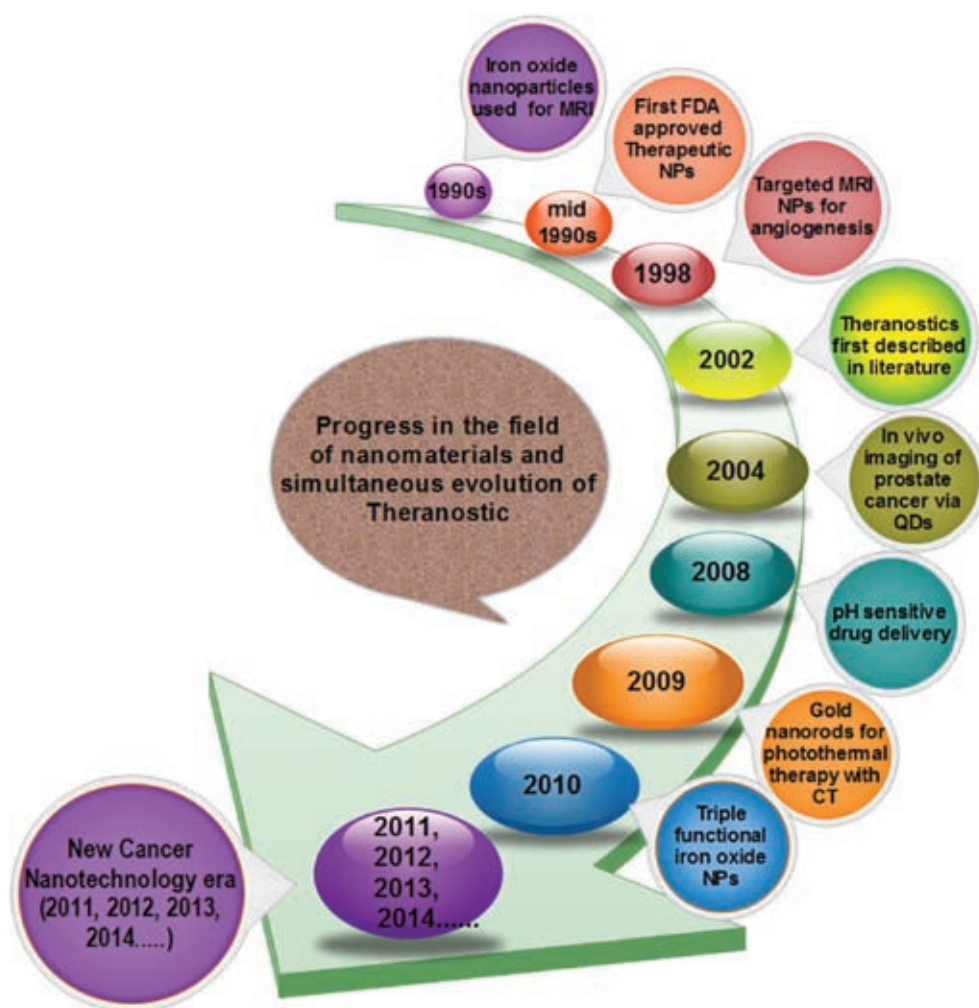 Iron oxide
nanoparticles
used for MRI
1990s
First FDA
approved
Therapeutic
NPs
mid
1990s
Targeted MRI
NPs for
angiogenesis
1998
Theranostics
first described
in literature
2002
Progress in the field
of nanomaterials and
simultaneous evolution of
Theranostic
In vivo
imaging of
prostate
cancer via
QDs
2004
2008
pH sensitive
drug delivery
2009
Gold
nanorods for
photothermal
therapy with
CT
2010
Triple
functional
iron oxide
NPs
2011,
2012,
2013,
2014......
New Cancer
Nanotechnology era
(2011, 2012, 2013,
2014.....)